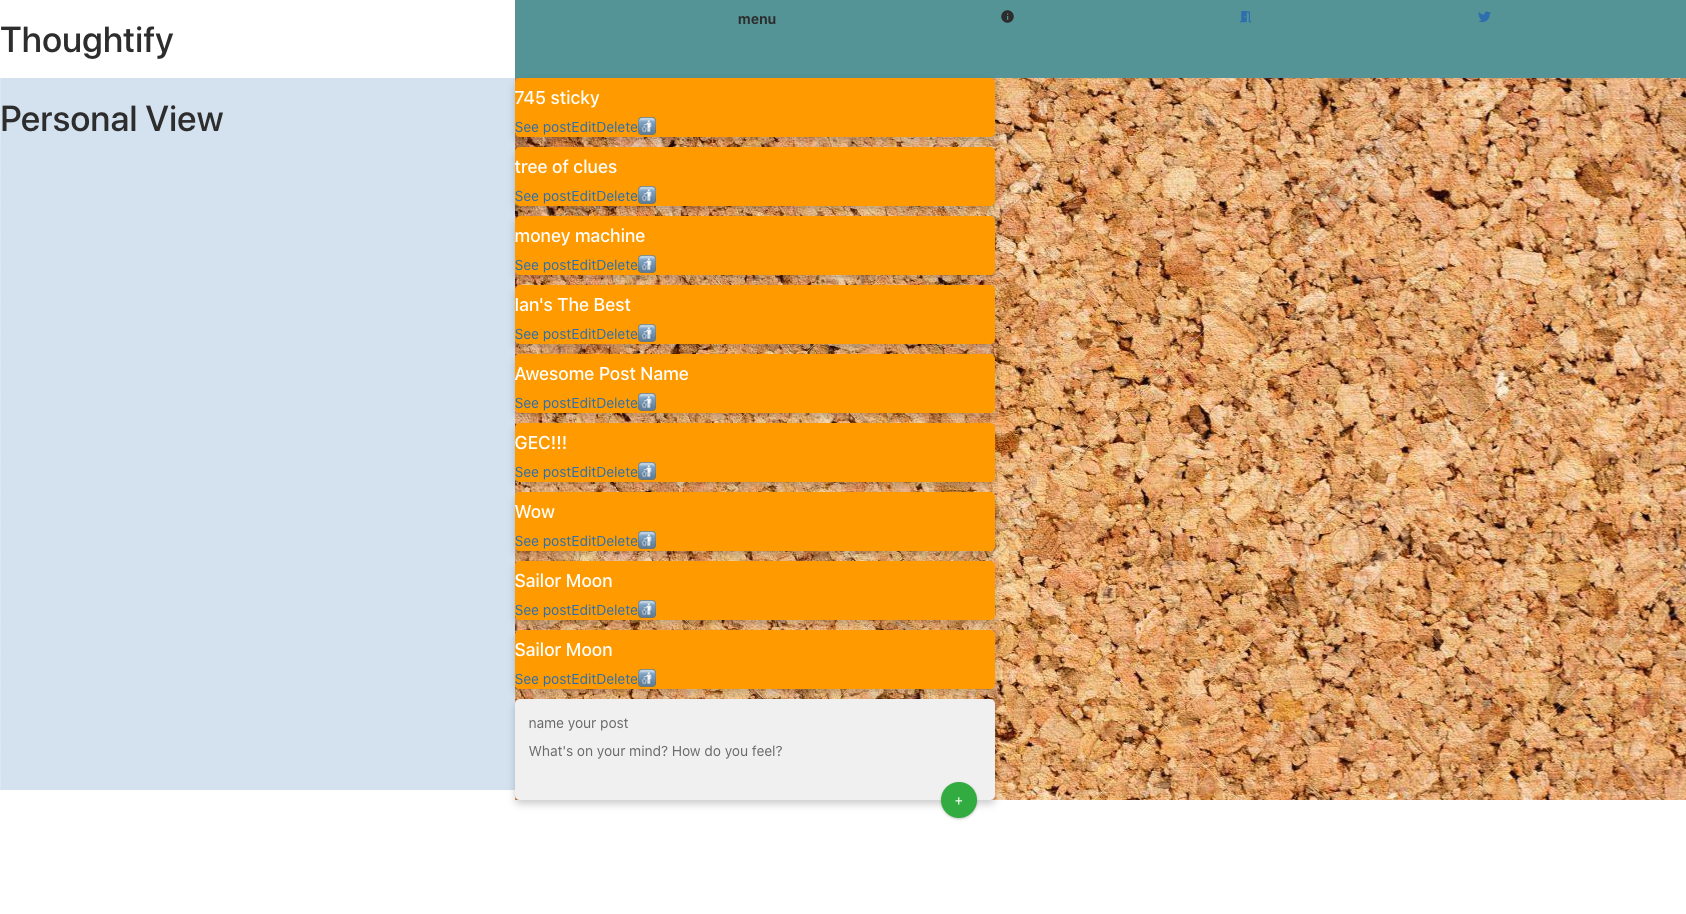 Thoughtify
menu
Personal View
745 sticky
See postEditDelete
tree of clues
See postEditDelete
money machine
See postEditDelete
Ian's The Best
See postEditDelete
Awesome Post Name
See postEditDelete
GEC!!!
See postEditDelete
Wow
See postEditDelete
Sailor Moon
See postEditDelete
Sailor Moon
See postEditDelete
name your post
What's on your mind? How do you feel?
+